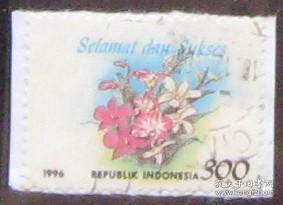 Selamat dan Sukses
1996 REPUBLIK INDONESIA 300